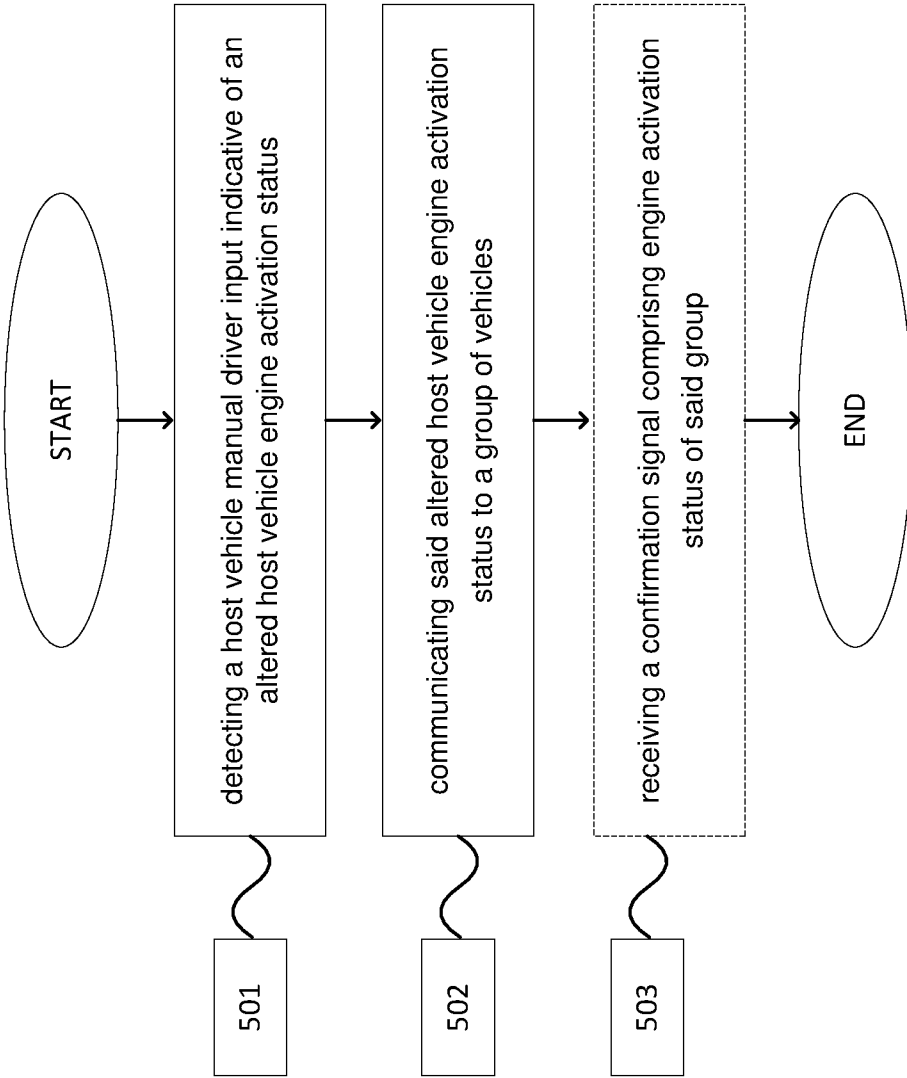 START
501
detecting a host vehicle manual driver input indicative of an
altered host vehicle engine activation status
502
communicating said altered host vehicle engine activation
status to a group of vehicles
503
receiving a confirmation signal comprisng engine activation
status of said group
END